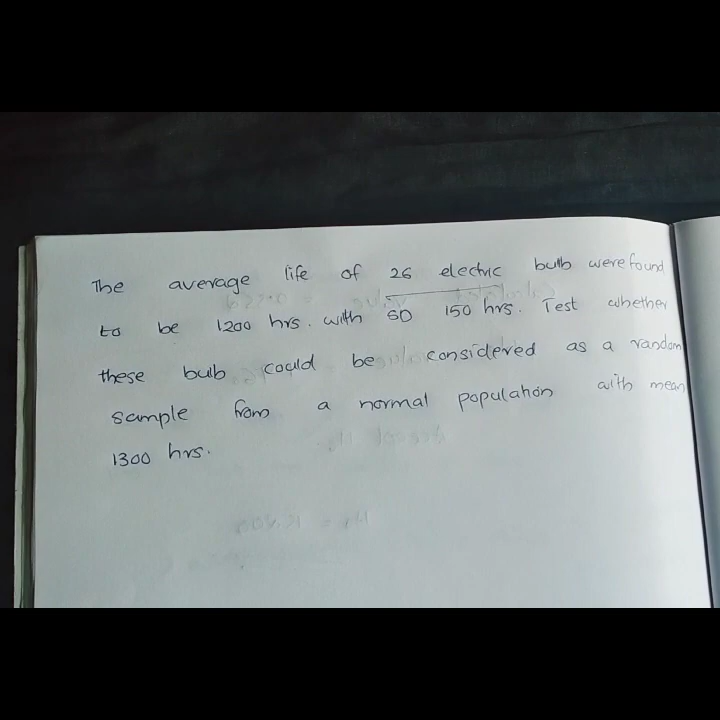 The average life of 26 electric bulb were found
to be 1200 hrs. with SD 150 hrs. Test whether
these bulb could be considered as a random
sample from a normal population with mean
1300 hrs.